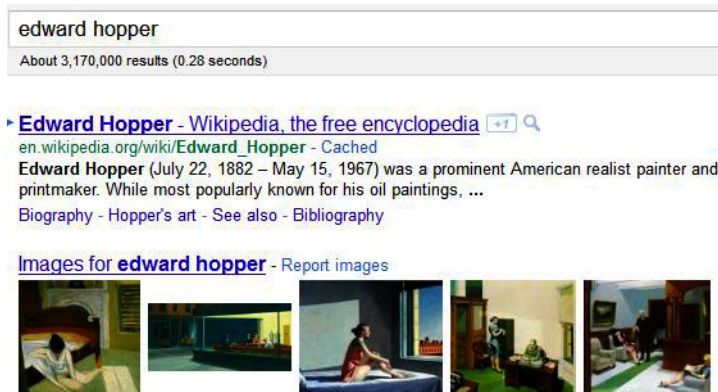 edward hopper
About 3,170,000 results (0.28 seconds)
Edward Hopper - Wikipedia, the free encyclopedia +1
en.wikipedia.org/wiki/Edward_Hopper - Cached
Edward Hopper (July 22, 1882 – May 15, 1967) was a prominent American realist painter and
printmaker. While most popularly known for his oil paintings, ...
Biography - Hopper's art - See also - Bibliography
Images for edward hopper - Report images